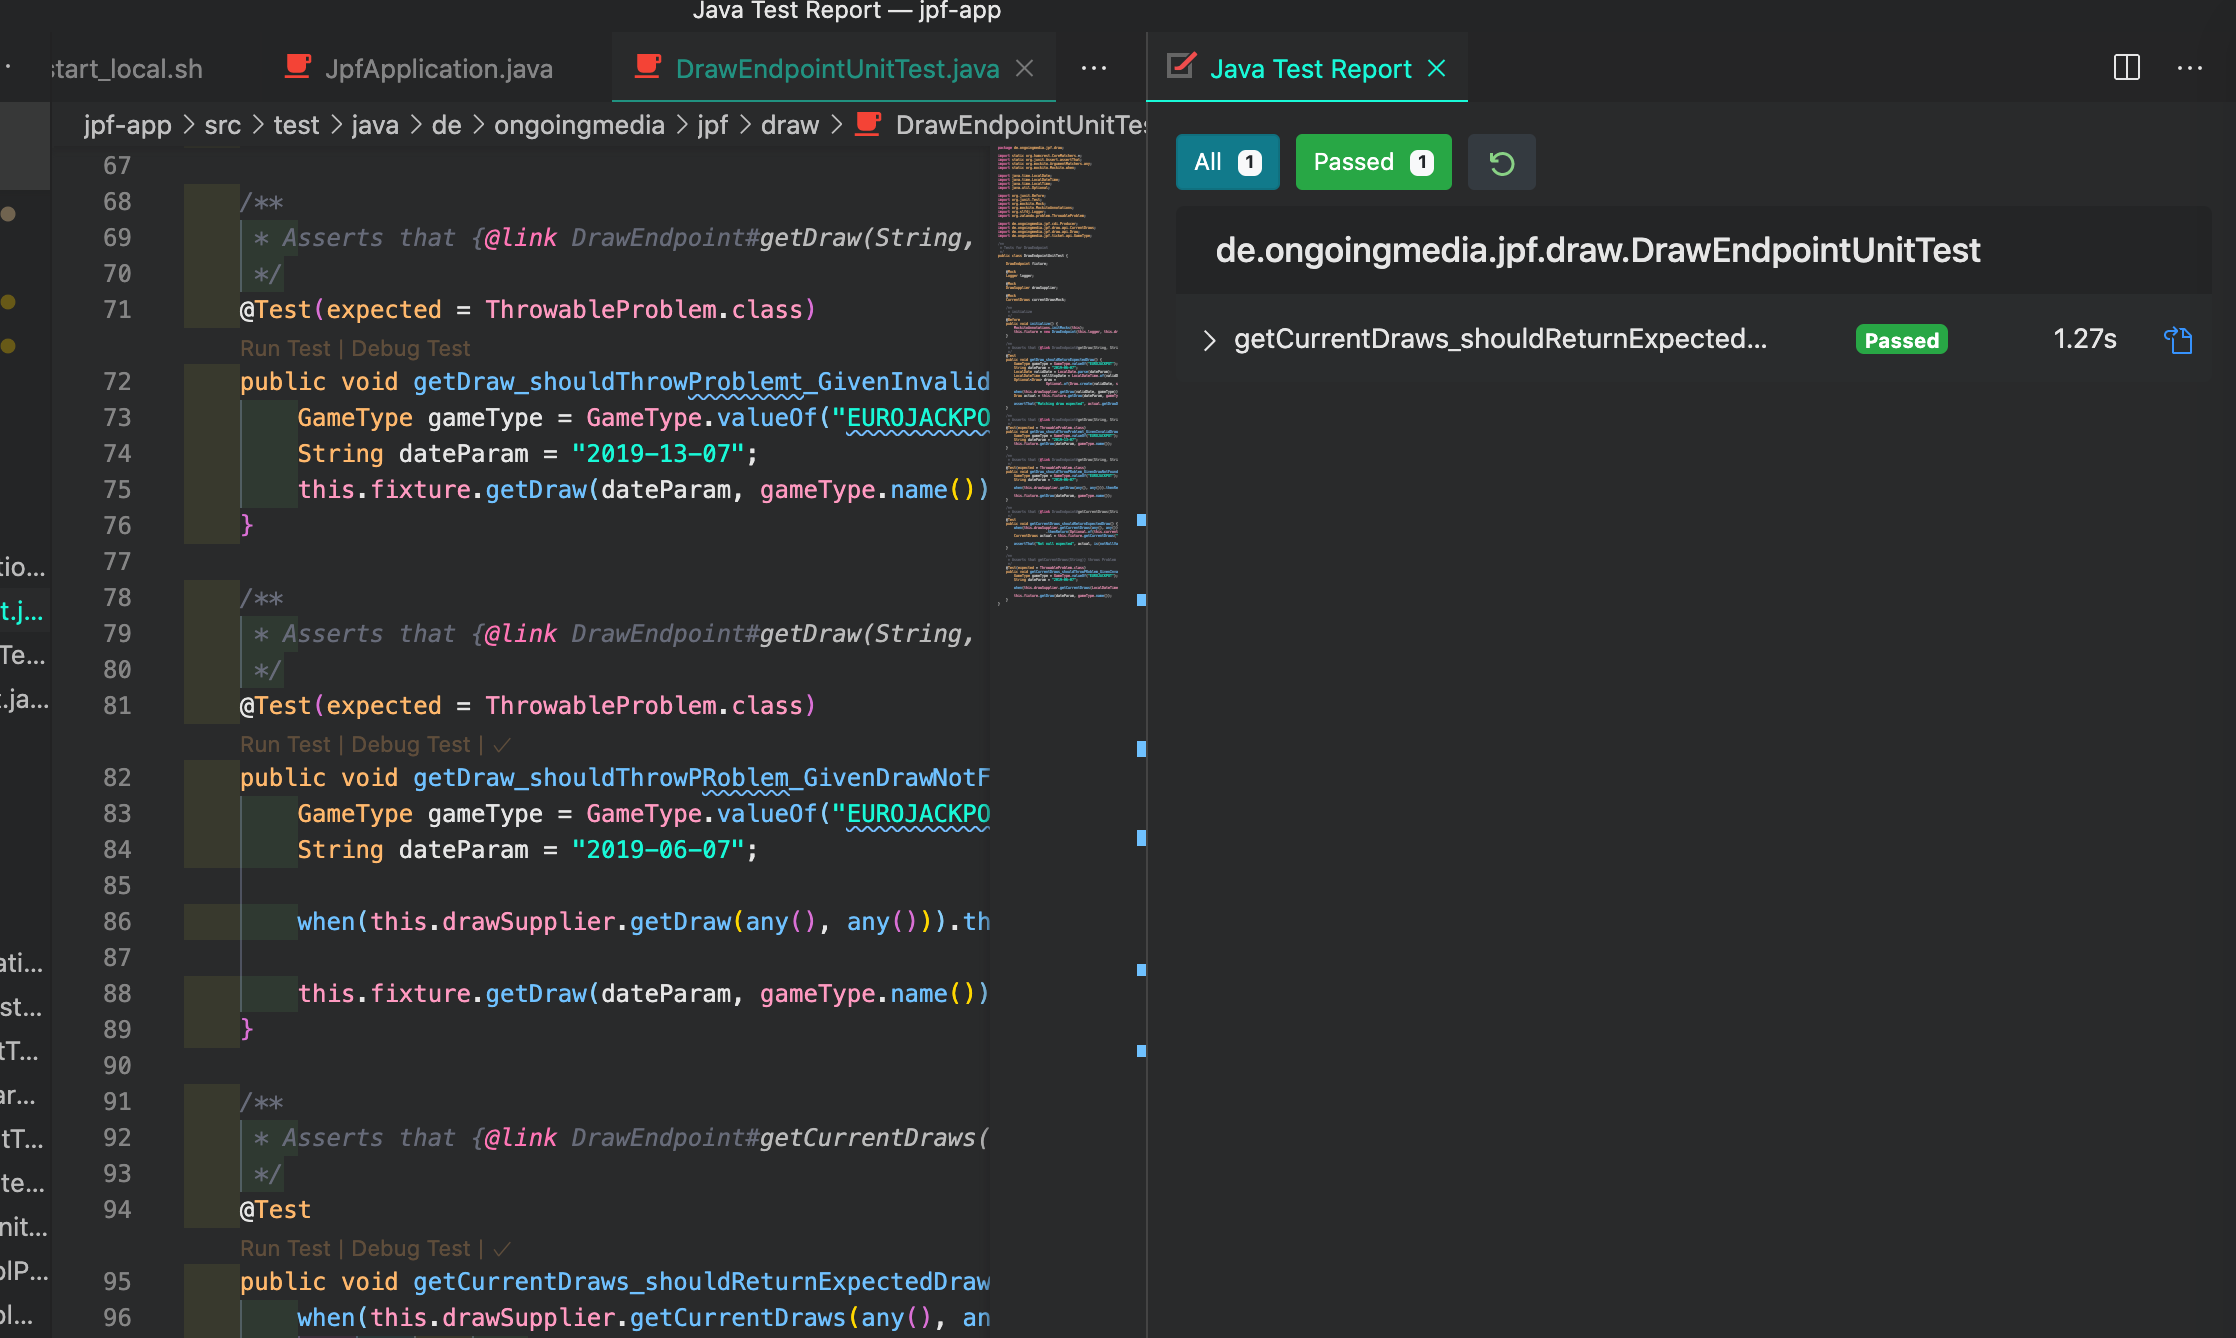 Java Test Report — jpf-app
start_local.sh
JpfApplication.java
DrawEndpointUnitTest.java
Java Test Report
jpf-app > src > test > java > de > ongoingmedia > jpf > draw > DrawEndpointUnitTes
All 1
Passed 1
67
68 /**
69 * Asserts that {@link DrawEndpoint#getDraw(String,
70 */
71 @Test(expected = ThrowableProblem.class)
Run Test | Debug Test
72 public void getDraw_shouldThrowProblemt_GivenInvalid
73 GameType gameType = GameType.valueOf("EUROJACKPO
74 String dateParam = "2019-13-07";
75 this.fixture.getDraw(dateParam, gameType.name())
76 }
77
78 /**
79 * Asserts that {@link DrawEndpoint#getDraw(String,
80 */
81 @Test(expected = ThrowableProblem.class)
Run Test | Debug Test | ✓
82 public void getDraw_shouldThrowPRoblem_GivenDrawNotF
83 GameType gameType = GameType.valueOf("EUROJACKPO
84 String dateParam = "2019-06-07";
85
86 when(this.drawSupplier.getDraw(any(), any())).th
87
88 this.fixture.getDraw(dateParam, gameType.name())
89 }
90
91 /**
92 * Asserts that {@link DrawEndpoint#getCurrentDraws(
93 */
94 @Test
Run Test | Debug Test | ✓
95 public void getCurrentDraws_shouldReturnExpectedDraw
96 when(this.drawSupplier.getCurrentDraws(any(), an
de.ongoingmedia.jpf.draw.DrawEndpointUnitTest
getCurrentDraws_shouldReturnExpected... Passed 1.27s
tio...
t.j...
Te...
t.ja...
ati...
st...
tT...
ar...
tT...
te...
nit...
plP...
pl...